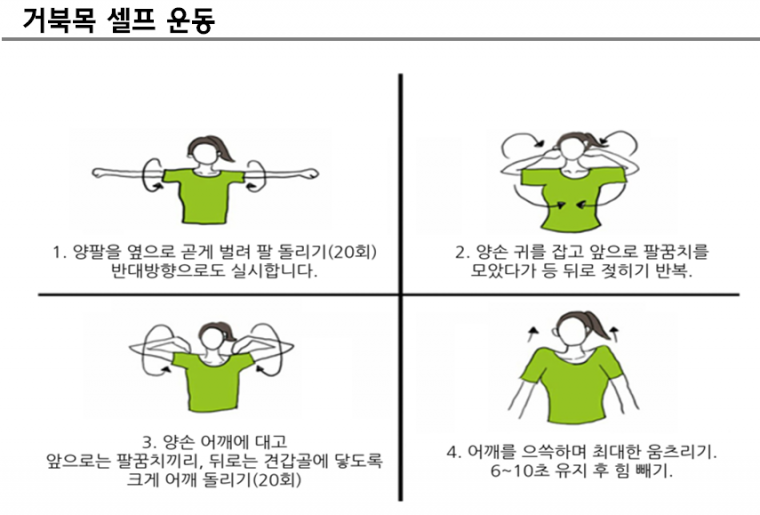 거북목 셀프 운동
1. 양팔을 옆으로 곧게 벌려 팔 돌리기(20회)
반대방향으로도 실시합니다.
2. 양손 귀를 잡고 앞으로 팔꿈치를
모았다가 등 뒤로 젖히기 반복.
3. 양손 어깨에 대고
앞으로는 팔꿈치끼리, 뒤로는 견갑골에 닿도록
크게 어깨 돌리기(20회)
4. 어깨를 으쓱하며 최대한 움츠리기.
6~10초 유지 후 힘 빼기.